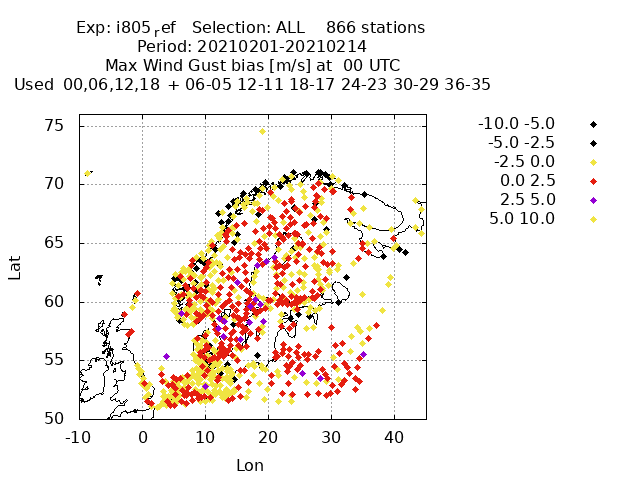 Exp: i805ref   Selection: ALL    866 stations
Period: 20210201-20210214
Max Wind Gust bias [m/s] at  00 UTC
Used  00,06,12,18  + 06-05 12-11 18-17 24-23 30-29 36-35
-10.0 -5.0
-5.0 -2.5
-2.5 0.0
0.0 2.5
2.5 5.0
5.0 10.0
75
70
65
60
55
50
Lat
-10 0 10 20 30 40
Lon